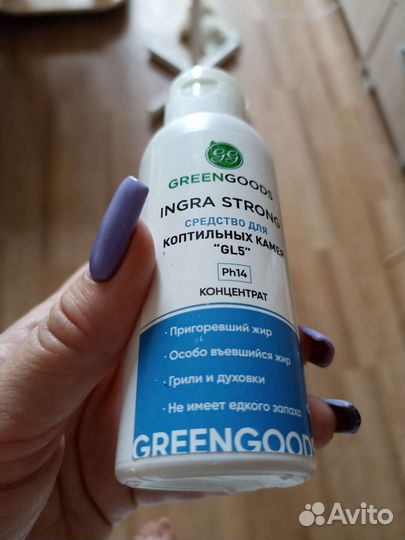 GG
GREENGOODS
INGRA STRONG
СРЕДСТВО ДЛЯ
КОПТИЛЬНЫХ КАМЕР
"GL5"
Ph14
КОНЦЕНТРАТ
· Пригоревший жир
· Особо въевшийся жир
· Грили и духовки
· Не имеет едкого запаха
GREENGOODS
Avito